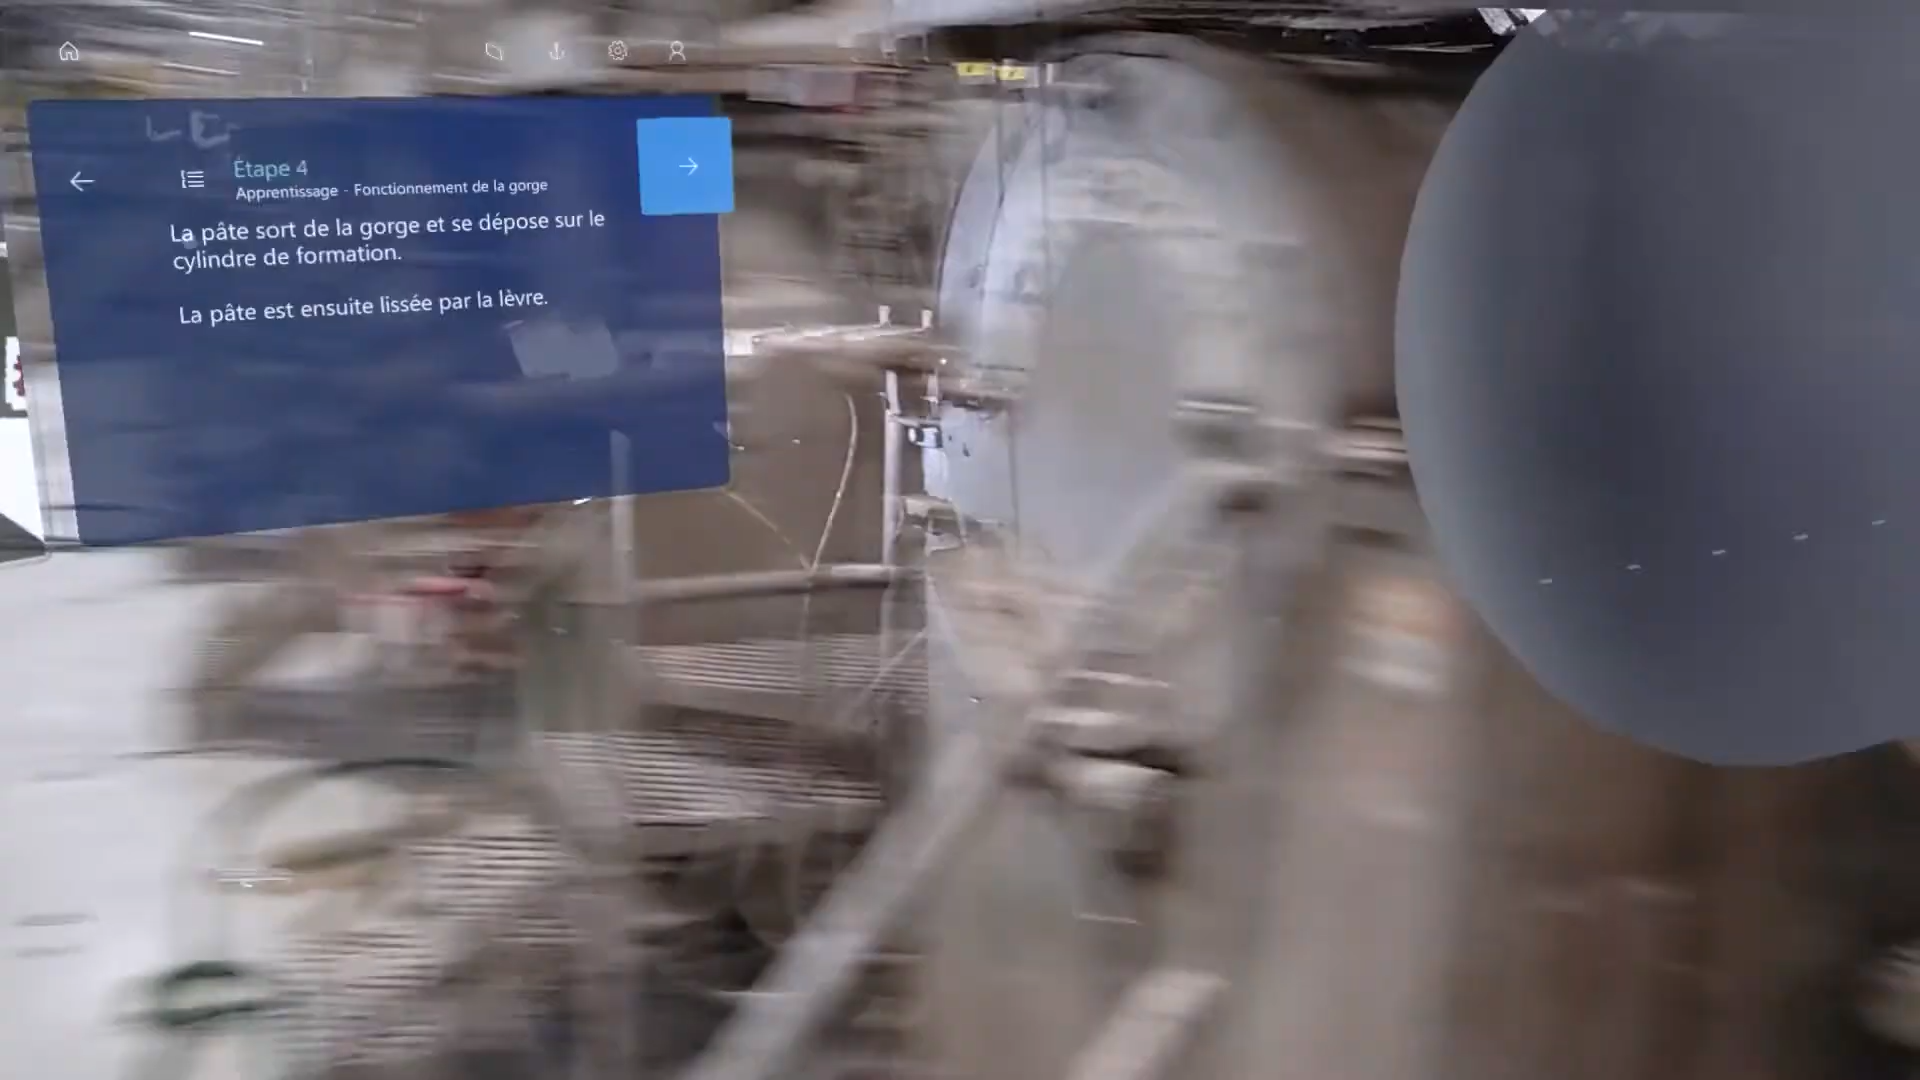 Étape 4
Apprentissage - Fonctionnement de la gorge
La pâte sort de la gorge et se dépose sur le
cylindre de formation.
La pâte est ensuite lissée par la lèvre.